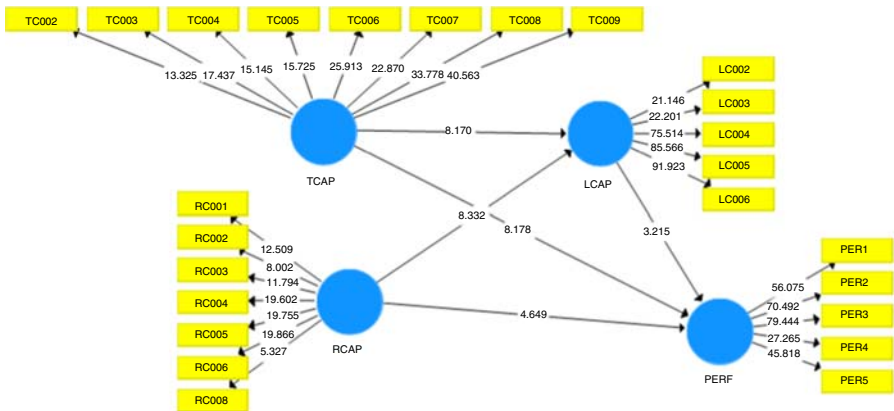 TC002 TC003 TC004 TC005 TC006 TC007 TC008 TC009
13.325 17.437 15.145 15.725 25.913 22.870 33.778 40.563
TCAP
8.170
LCAP
21.146
22.201
75.514
85.566
91.923
LC002
LC003
LC004
LC005
LC006
8.332
8.178
3.215
RC001
RC002
RC003
RC004
RC005
RC006
RC008
12.509
8.002
11.794
19.602
19.755
19.866
5.327
RCAP
4.649
PERF
56.075
70.492
79.444
27.265
45.818
PER1
PER2
PER3
PER4
PER5